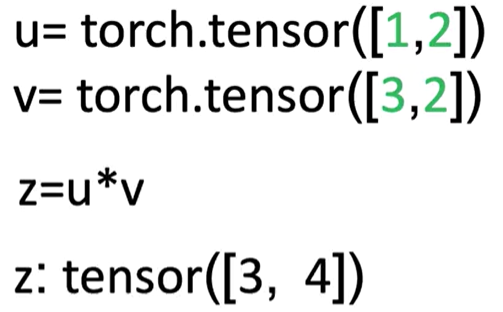 u= torch.tensor([1,2])
v= torch.tensor([3,2])
z=u*v
z: tensor([3, 4])